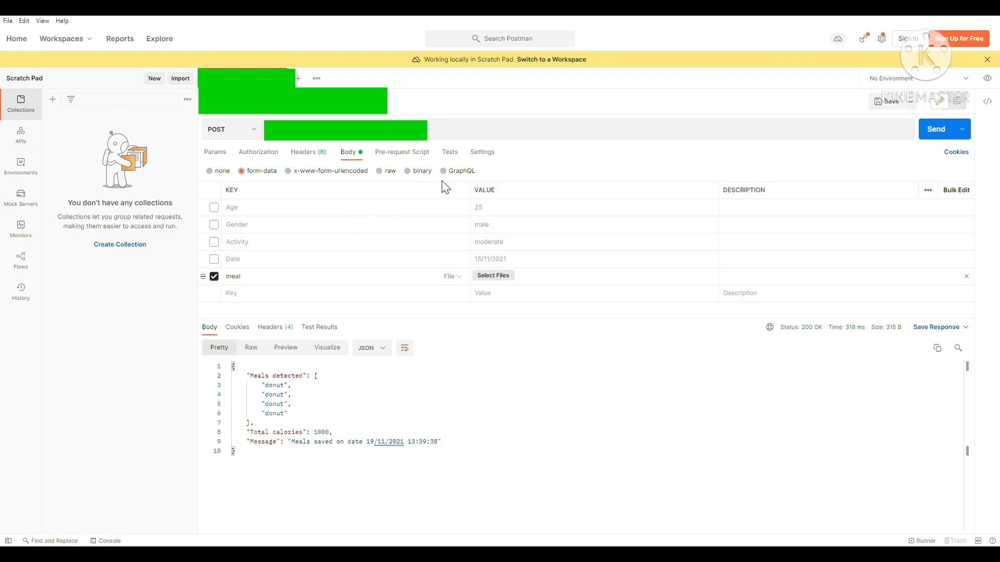 File Edit View Help
Home Workspaces Reports Explore
Search Postman
Sign In
Sign Up for Free
Working locally in Scratch Pad. Switch to a Workspace
K
KINEMASTER
Scratch Pad
New
Import
No Environment
Save
Collections
APIs
Environments
Mock Servers
Monitors
Flows
History
You don't have any collections
Collections let you group related requests,
making them easier to access and run.
Create Collection
POST
Send
Params Authorization Headers (8) Body Pre-request Script Tests Settings
Cookies
none form-data x-www-form-urlencoded raw binary GraphQL
KEY VALUE DESCRIPTION Bulk Edit
Age 25
Gender male
Activity moderate
Date 15/11/2021
meal File Select Files
Key Value Description
Body Cookies Headers (4) Test Results
Status: 200 OK Time: 318 ms Size: 315 B Save Response
Pretty Raw Preview Visualize JSON
1 {
2 "Meals detected": [
3 "donut",
4 "donut",
5 "donut",
6 "donut"
7 ],
8 "Total calories": 1000,
9 "Message": "Meals saved on date 19/11/2021 13:39:38"
10 }
Find and Replace Console
Runner Trash